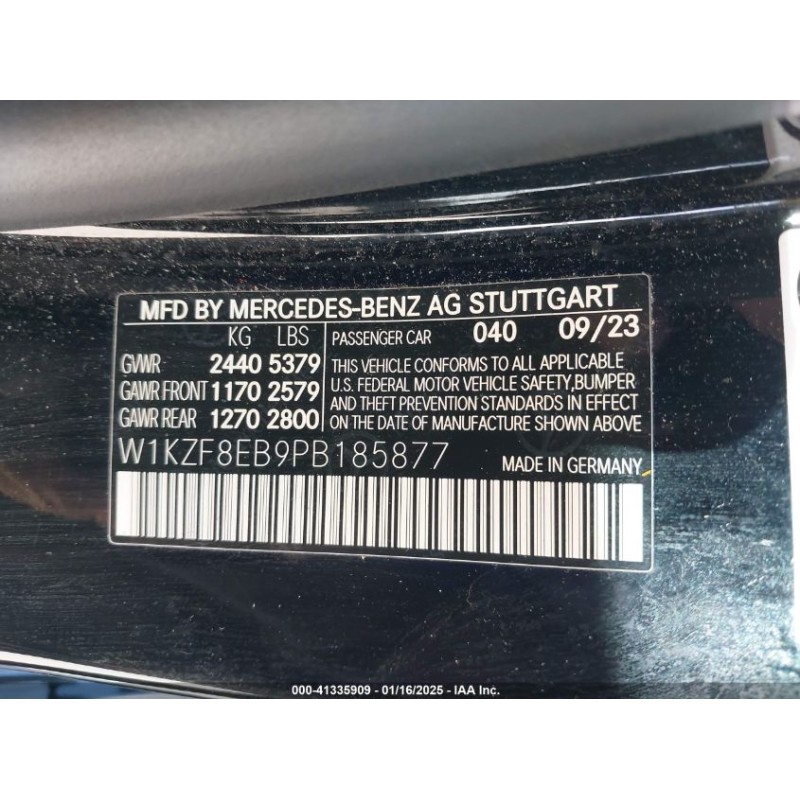 MFD BY MERCEDES-BENZ AG STUTTGART
KG LBS
PASSENGER CAR 040 09/23
GVWR 2440 5379
GAWR FRONT 1170 2579
GAWR REAR 1270 2800
THIS VEHICLE CONFORMS TO ALL APPLICABLE
U.S. FEDERAL MOTOR VEHICLE SAFETY,BUMPER
AND THEFT PREVENTION STANDARDS IN EFFECT
ON THE DATE OF MANUFACTURE SHOWN ABOVE
W1KZF8EB9PB185877
MADE IN GERMANY
000-41335909 - 01/16/2025 - IAA Inc.